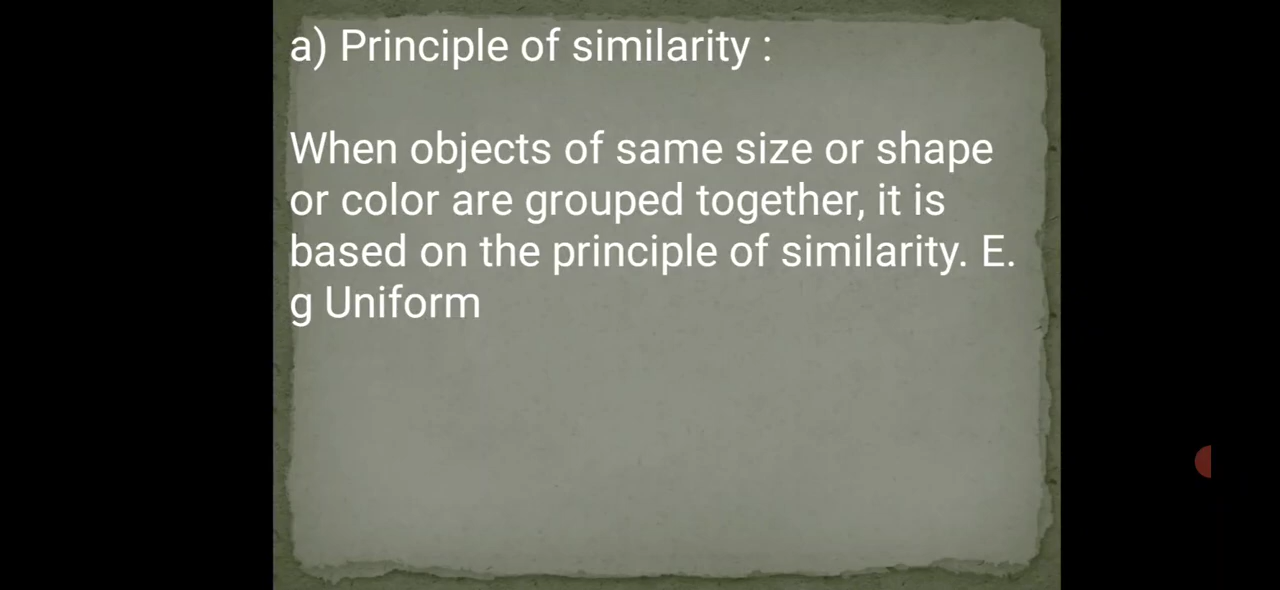 a) Principle of similarity :
When objects of same size or shape
or color are grouped together, it is
based on the principle of similarity. E.
g Uniform